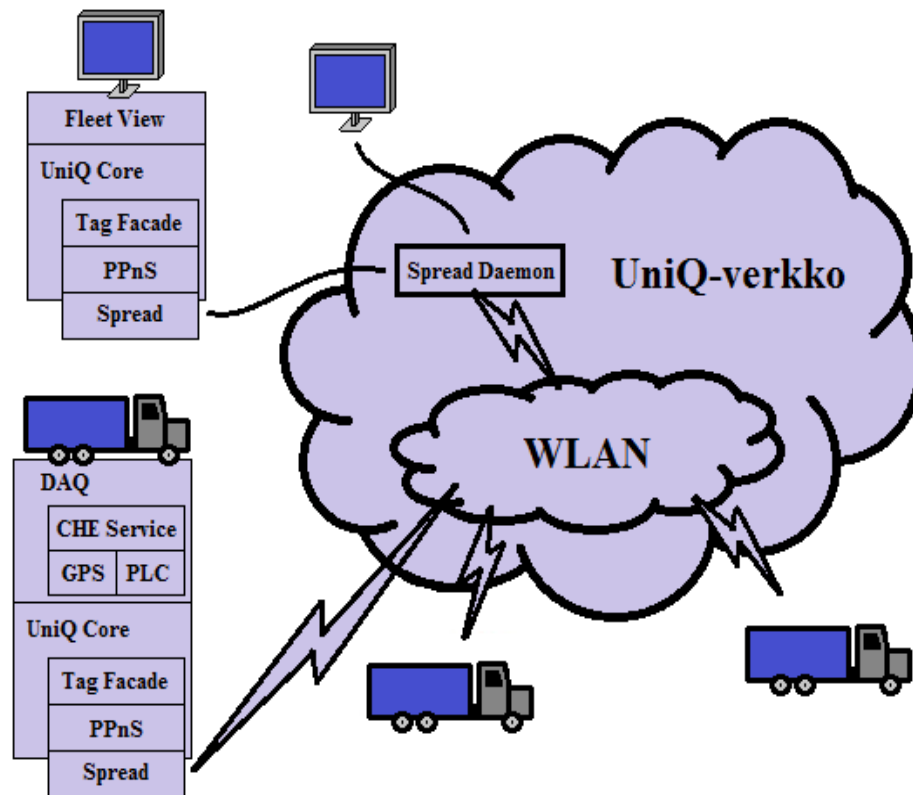 Fleet View
UniQ Core
Tag Facade
PPnS
Spread
Spread Daemon
UniQ-verkko
WLAN
DAQ
CHE Service
GPS PLC
UniQ Core
Tag Facade
PPnS
Spread